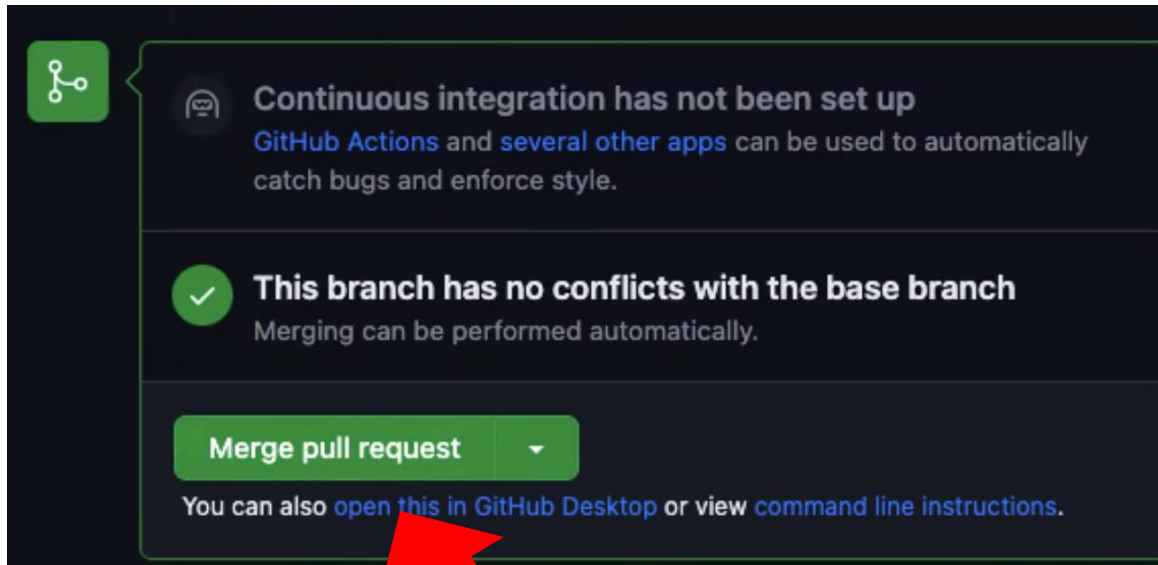 Continuous integration has not been set up
GitHub Actions and several other apps can be used to automatically
catch bugs and enforce style.
This branch has no conflicts with the base branch
Merging can be performed automatically.
Merge pull request
You can also open this in GitHub Desktop or view command line instructions.